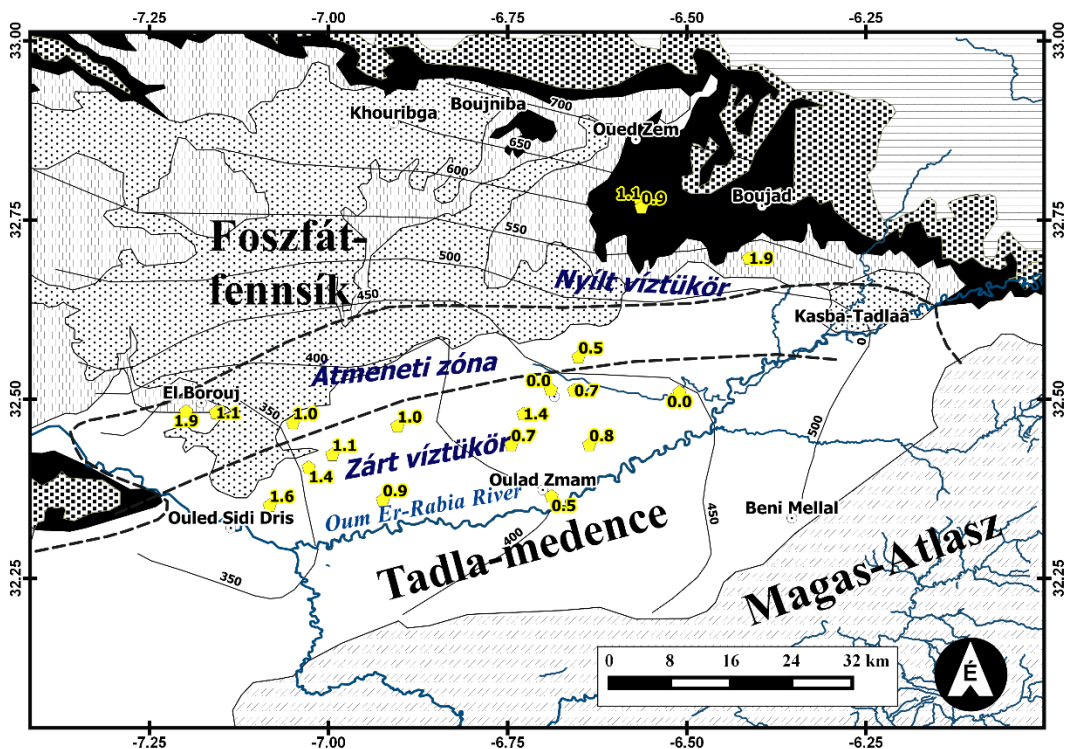 -7.25 -7.00 -6.75 -6.50 -6.25
33.00 33.00
700
Boujniba
Khouribga
Oued Zem
650
600
1.1 0.9
Boujad
32.75 32.75
550
Foszfát-
fennsík
500
1.9
Nyílt víztükör
450
Kasba-Tadlaâ
0
0.5
400
Átmeneti zóna
El Borouj
0.0
0.7
0.0
32.50 32.50
350
1.9
1.1
1.0
1.0
1.4
500
1.1
0.7
0.8
Zárt víztükör
1.4
Oulad Zmam
1.6
0.9
0.5
Ouled Sidi Dris
Oum Er-Rabia River
Beni Mellal
450
400
Tadla-medence
350
32.25 32.25
Magas-Atlasz
0 8 16 24 32 km
É
-7.25 -7.00 -6.75 -6.50 -6.25